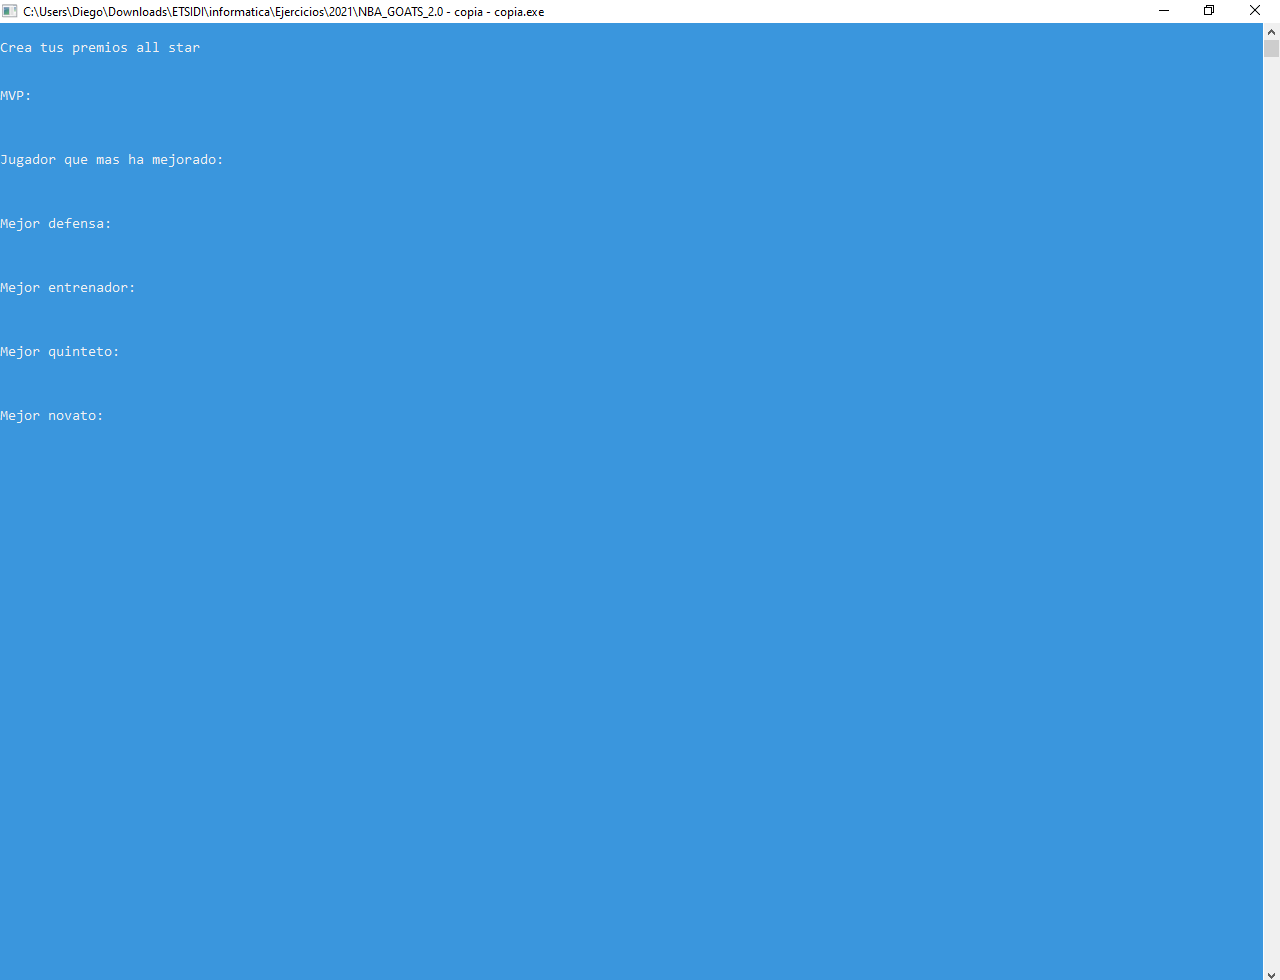 C:\Users\Diego\Downloads\ETSIDI\informatica\Ejercicios\2021\NBA_GOATS_2.0 - copia - copia.exe
Crea tus premios all star
MVP:
Jugador que mas ha mejorado:
Mejor defensa:
Mejor entrenador:
Mejor quinteto:
Mejor novato: